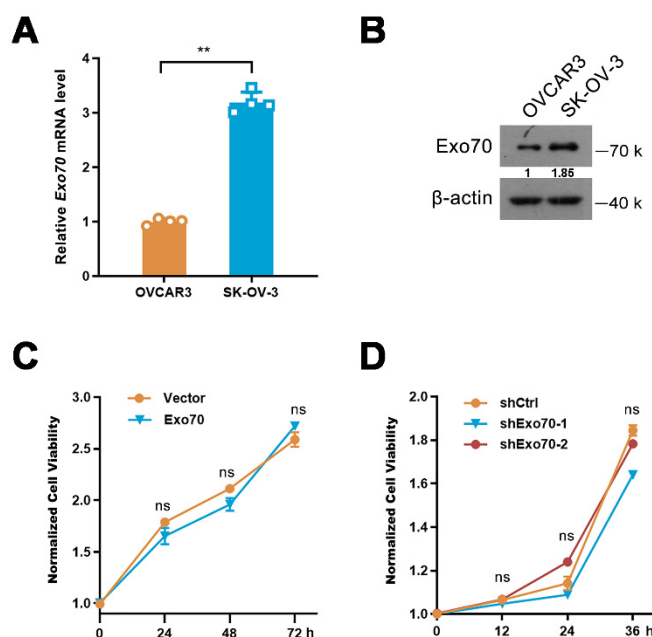 A
Relative Exo70 mRNA level
4
3
2
1
0
**
OVCAR3
SK-OV-3
B
OVCAR3
SK-OV-3
Exo70
—70 k
1
1.85
β-actin
—40 k
C
Normalized Cell Viability
3.0
2.5
2.0
1.5
1.0
Vector
Exo70
ns
ns
ns
0
24
48
72 h
D
Normalized Cell Viability
2.0
1.8
1.6
1.4
1.2
1.0
shCtrl
shExo70-1
shExo70-2
ns
ns
ns
0
12
24
36 h